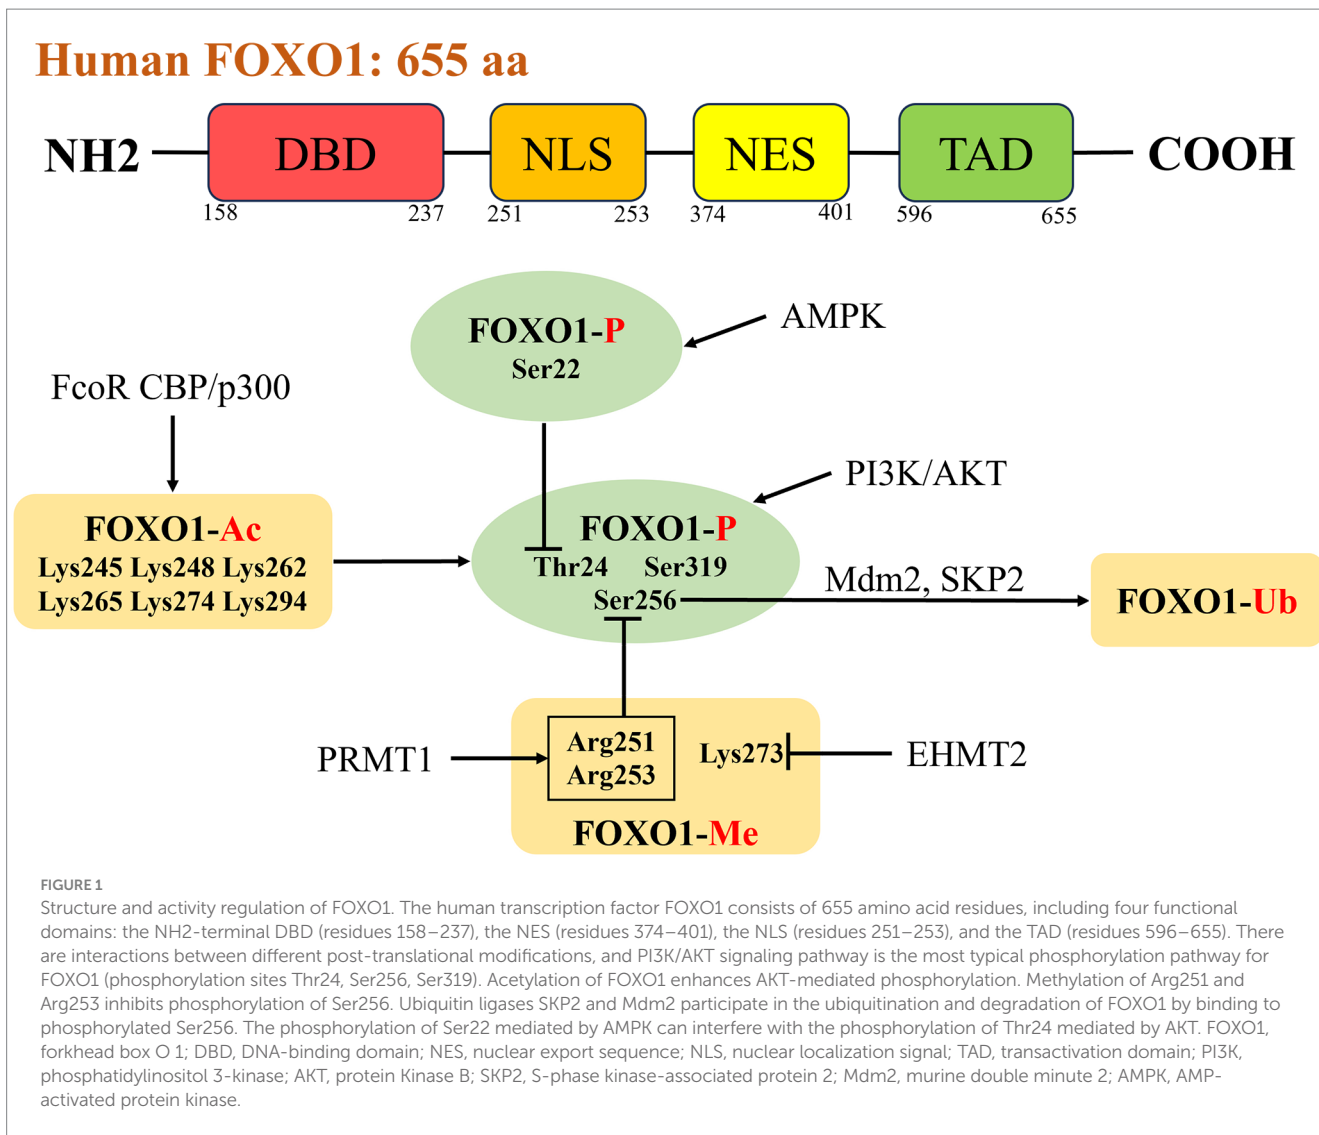 Human FOXO1: 655 aa
NH2 DBD NLS NES TAD COOH
158 237 251 253 374 401 596 655
FOXO1-P
Ser22
AMPK
FcoR CBP/p300
PI3K/AKT
FOXO1-Ac
Lys245 Lys248 Lys262
Lys265 Lys274 Lys294
FOXO1-P
Thr24 Ser319
Ser256
Mdm2, SKP2
FOXO1-Ub
PRMT1
Arg251
Arg253
Lys273
EHMT2
FOXO1-Me
FIGURE 1
Structure and activity regulation of FOXO1. The human transcription factor FOXO1 consists of 655 amino acid residues, including four functional
domains: the NH2-terminal DBD (residues 158–237), the NES (residues 374–401), the NLS (residues 251–253), and the TAD (residues 596–655). There
are interactions between different post-translational modifications, and PI3K/AKT signaling pathway is the most typical phosphorylation pathway for
FOXO1 (phosphorylation sites Thr24, Ser256, Ser319). Acetylation of FOXO1 enhances AKT-mediated phosphorylation. Methylation of Arg251 and
Arg253 inhibits phosphorylation of Ser256. Ubiquitin ligases SKP2 and Mdm2 participate in the ubiquitination and degradation of FOXO1 by binding to
phosphorylated Ser256. The phosphorylation of Ser22 mediated by AMPK can interfere with the phosphorylation of Thr24 mediated by AKT. FOXO1,
forkhead box O 1; DBD, DNA-binding domain; NES, nuclear export sequence; NLS, nuclear localization signal; TAD, transactivation domain; PI3K,
phosphatidylinositol 3-kinase; AKT, protein Kinase B; SKP2, S-phase kinase-associated protein 2; Mdm2, murine double minute 2; AMPK, AMP-
activated protein kinase.